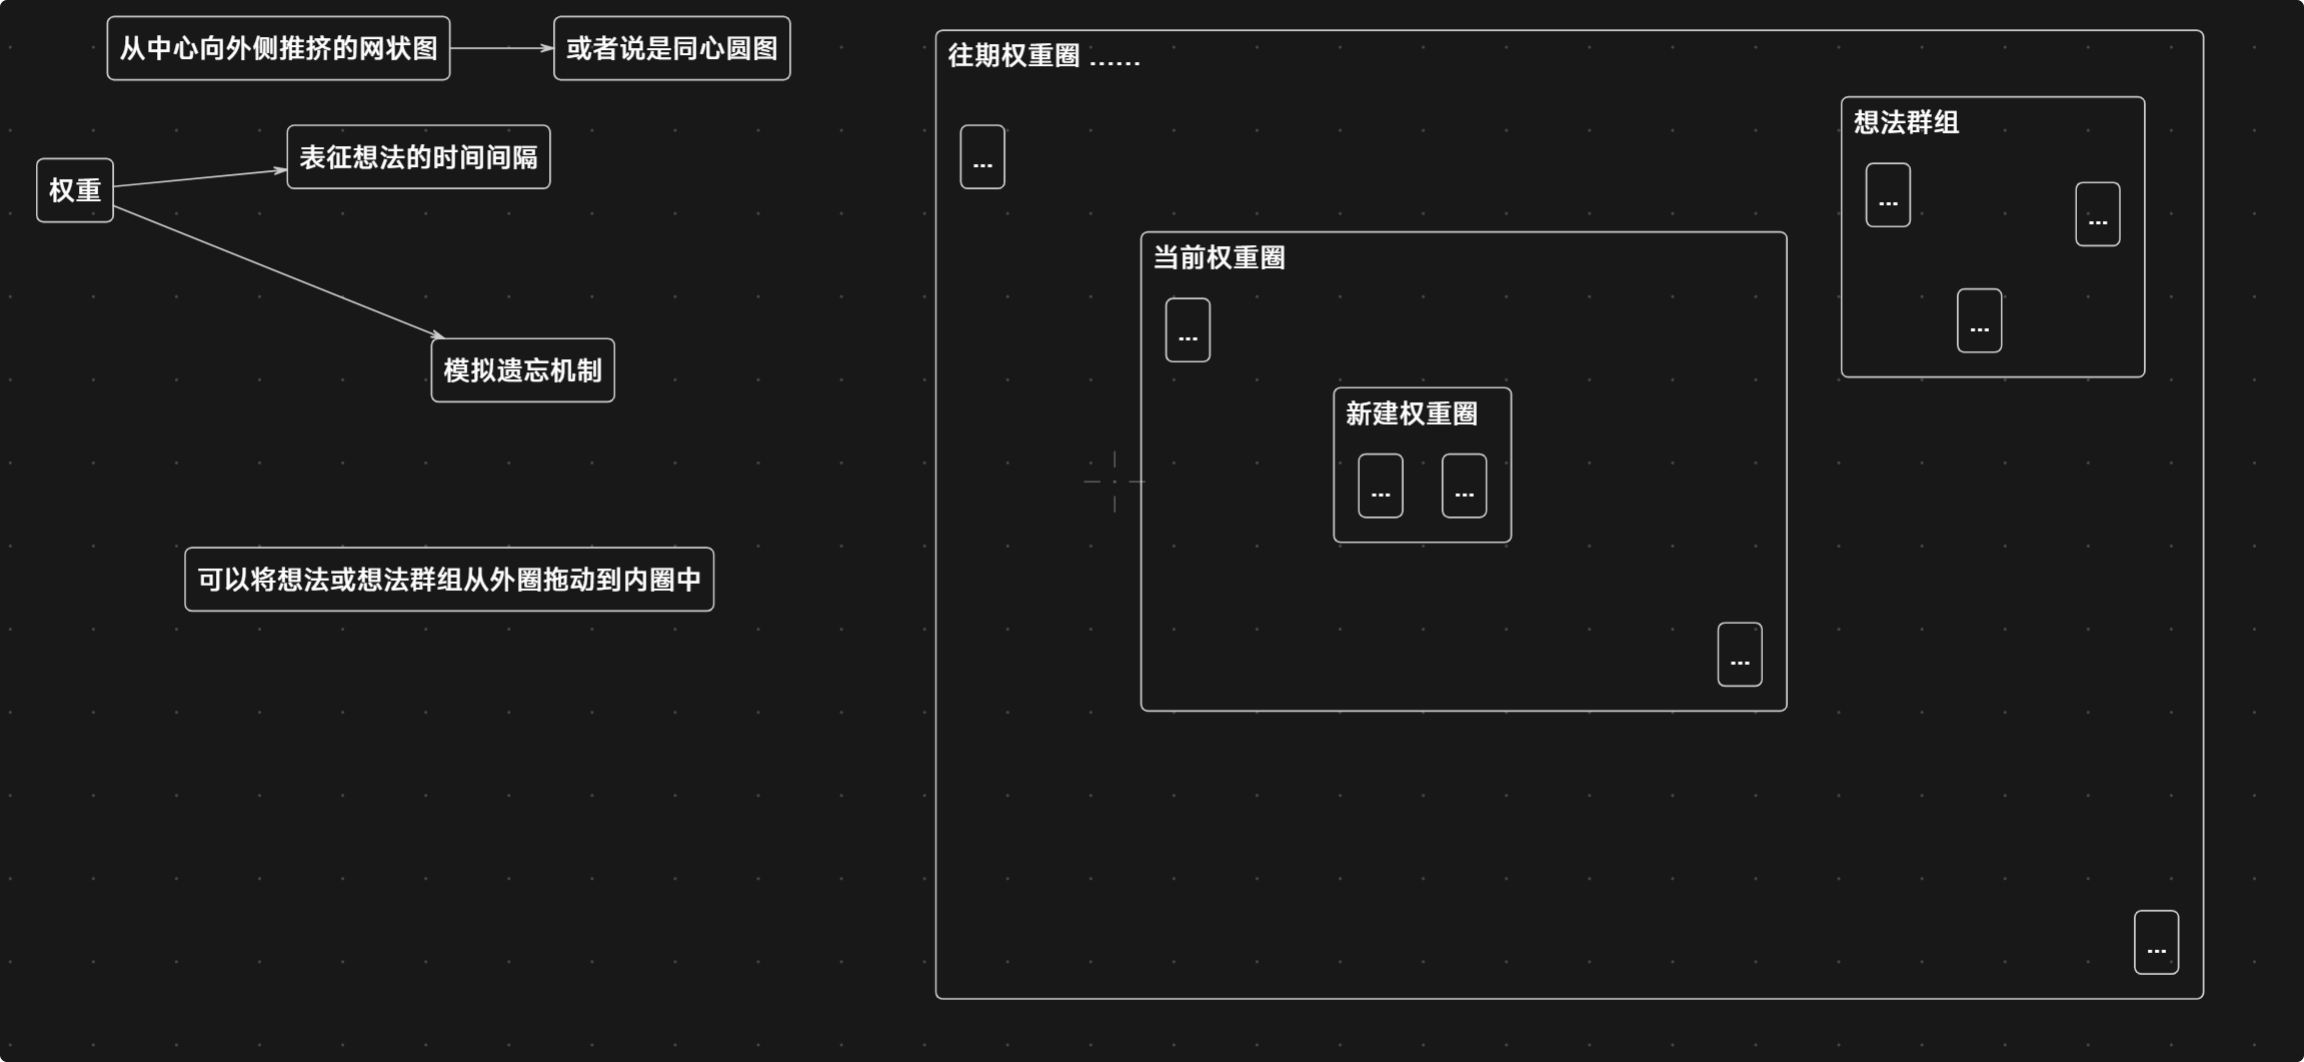 从中心向外侧推挤的网状图
或者说是同心圆图
权重
表征想法的时间间隔
模拟遗忘机制
可以将想法或想法群组从外圈拖动到内圈中
往期权重圈 ......
...
想法群组
...
...
...
当前权重圈
...
新建权重圈
...
...
...
...